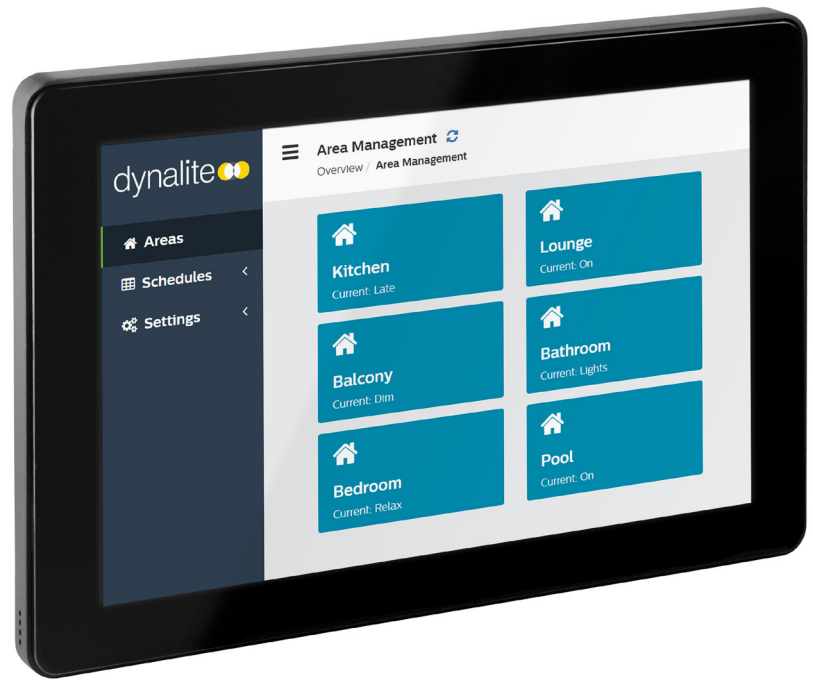 dynalite
Areas
Schedules
Settings
Area Management
Overview / Area Management
Kitchen
Current: Late
Lounge
Current: On
Balcony
Current: Dim
Bathroom
Current: Lights
Bedroom
Current: Relax
Pool
Current: On